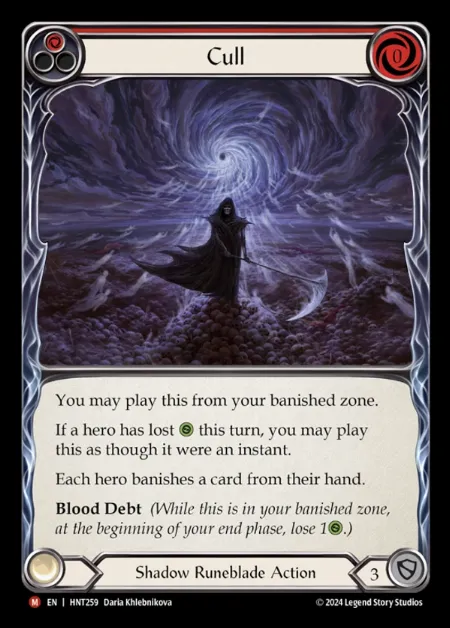 Cull
0
You may play this from your banished zone.
If a hero has lost this turn, you may play
this as though it were an instant.
Each hero banishes a card from their hand.
Blood Debt (While this is in your banished zone,
at the beginning of your end phase, lose 1.)
Shadow Runeblade Action
3
M EN | HNT259 Daria Khlebnikova
© 2024 Legend Story Studios